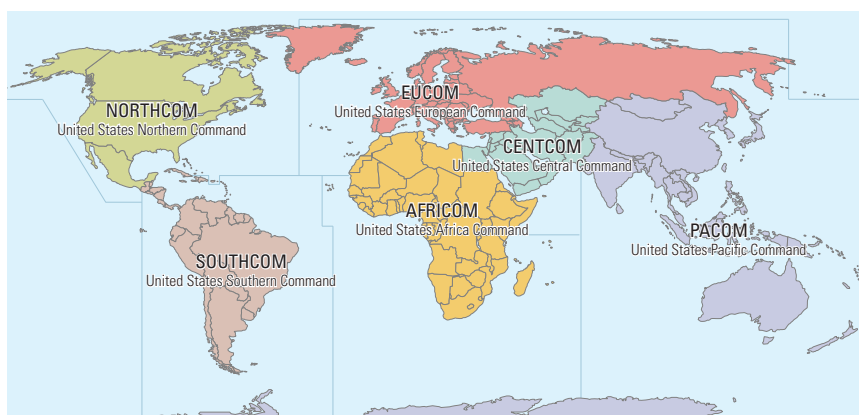 NORTHCOM
United States Northern Command
EUCOM
United States European Command
CENTCOM
United States Central Command
AFRICOM
United States Africa Command
PACOM
United States Pacific Command
SOUTHCOM
United States Southern Command